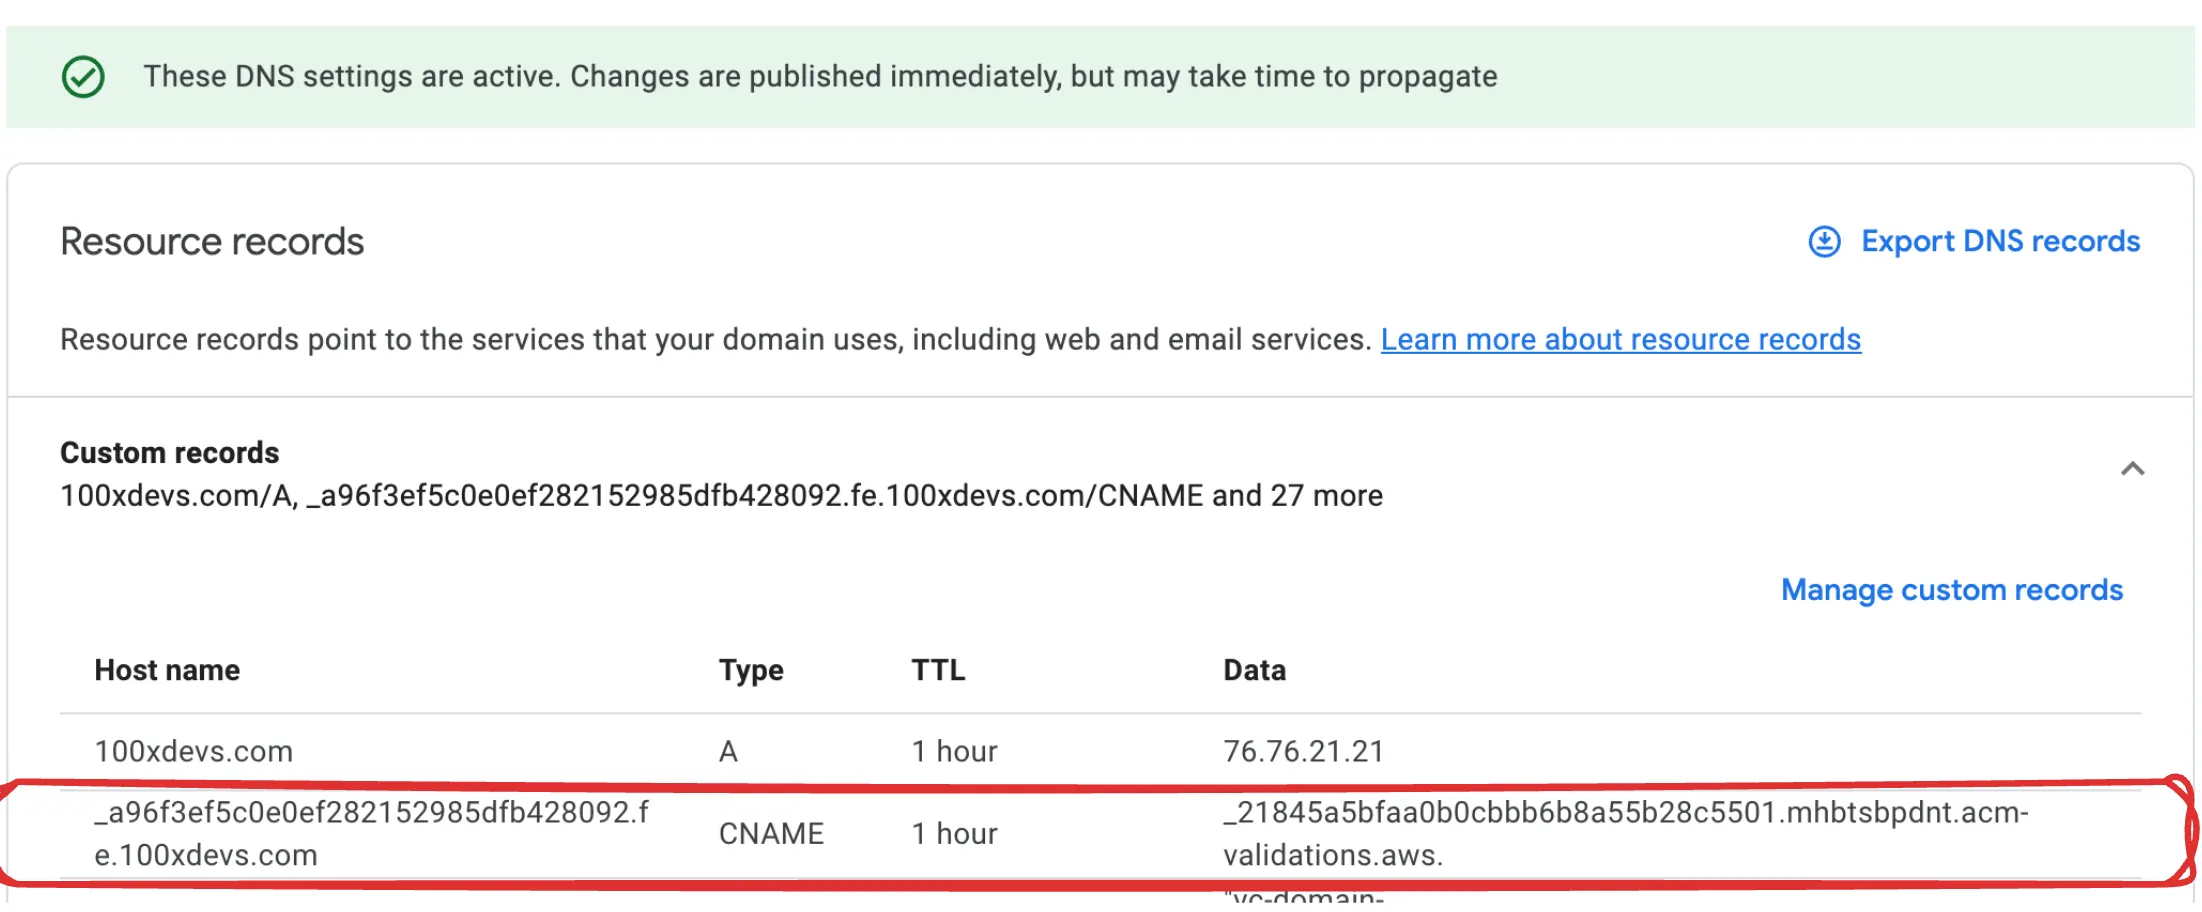 These DNS settings are active. Changes are published immediately, but may take time to propagate
Resource records
Export DNS records
Resource records point to the services that your domain uses, including web and email services. Learn more about resource records
Custom records
100xdevs.com/A, _a96f3ef5c0e0ef282152985dfb428092.fe.100xdevs.com/CNAME and 27 more
Manage custom records
Host name Type TTL Data
100xdevs.com A 1 hour 76.76.21.21
_a96f3ef5c0e0ef282152985dfb428092.f
e.100xdevs.com
CNAME
1 hour
_21845a5bfaa0b0cbbb6b8a55b28c5501.mhbtsbpdnt.acm-
validations.aws.
"vc-domain-